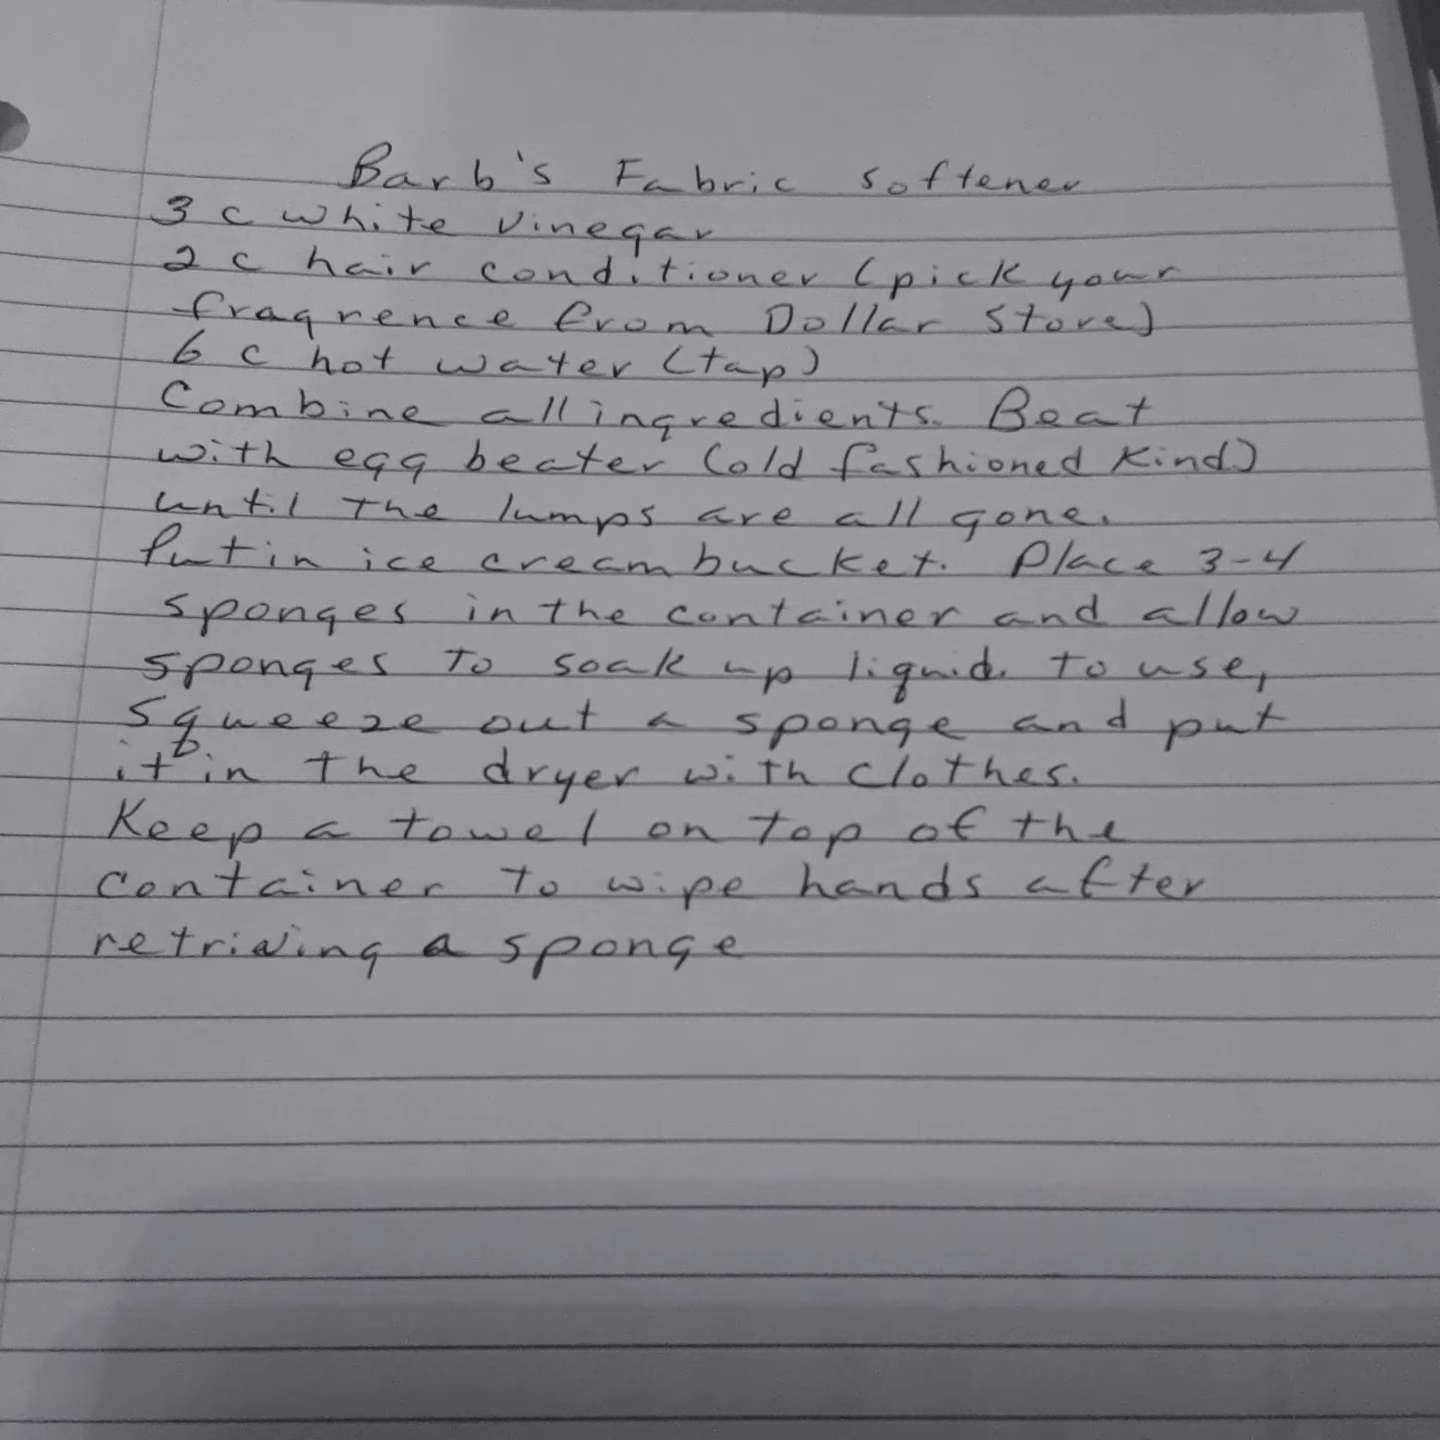 Barb's Fabric softener
3 c white vinegar
2 c hair conditioner (pick your
fragrence from Dollar Store)
6 c hot water (tap)
Combine all ingredients. Beat
with egg beater (old fashioned kind)
until the lumps are all gone.
Put in ice cream bucket. Place 3-4
sponges in the container and allow
sponges to soak up liquid. to use,
squeeze out a sponge and put
it in the dryer with clothes.
Keep a towel on top of the
container to wipe hands after
retriving a sponge